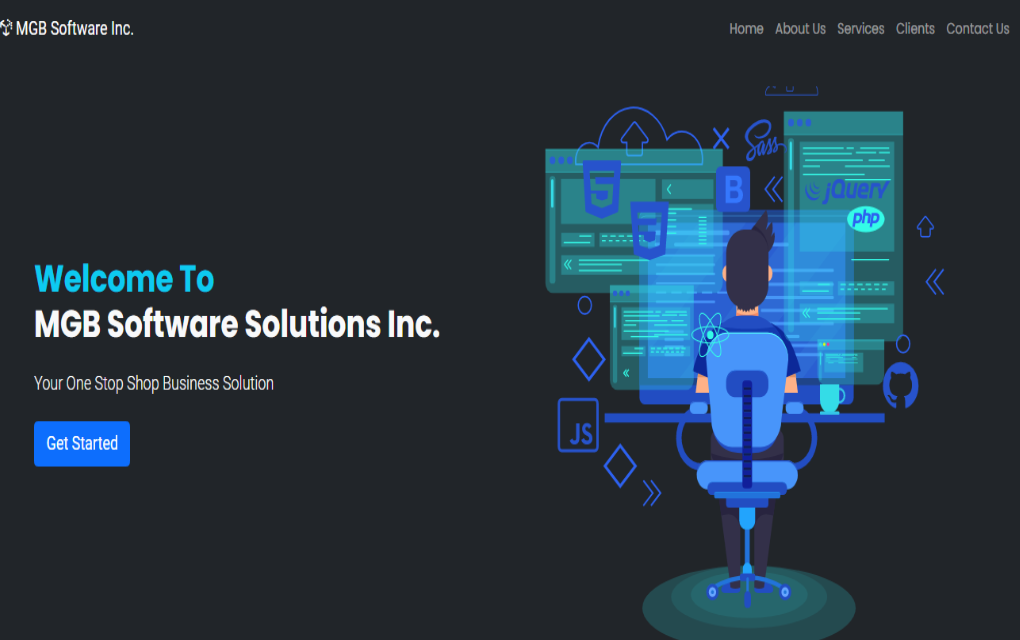 MGB Software Inc.
Home About Us Services Clients Contact Us
Welcome To
MGB Software Solutions Inc.
Your One Stop Shop Business Solution
Get Started
Sass
B
jQuery
php
JS